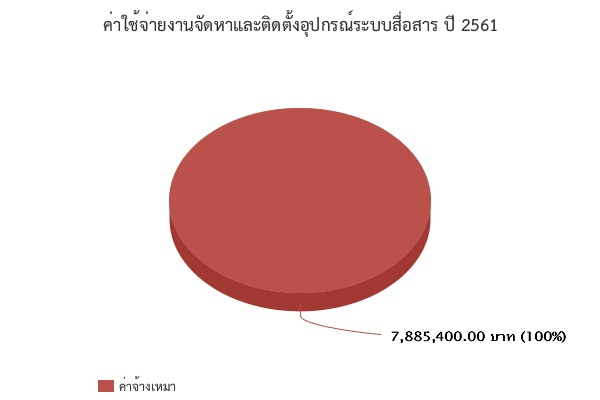 ค่าใช้จ่ายงานจัดหาและติดตั้งอุปกรณ์ระบบสื่อสาร ปี 2561
7,885,400.00 บาท (100%)
ค่าจ้างเหมา